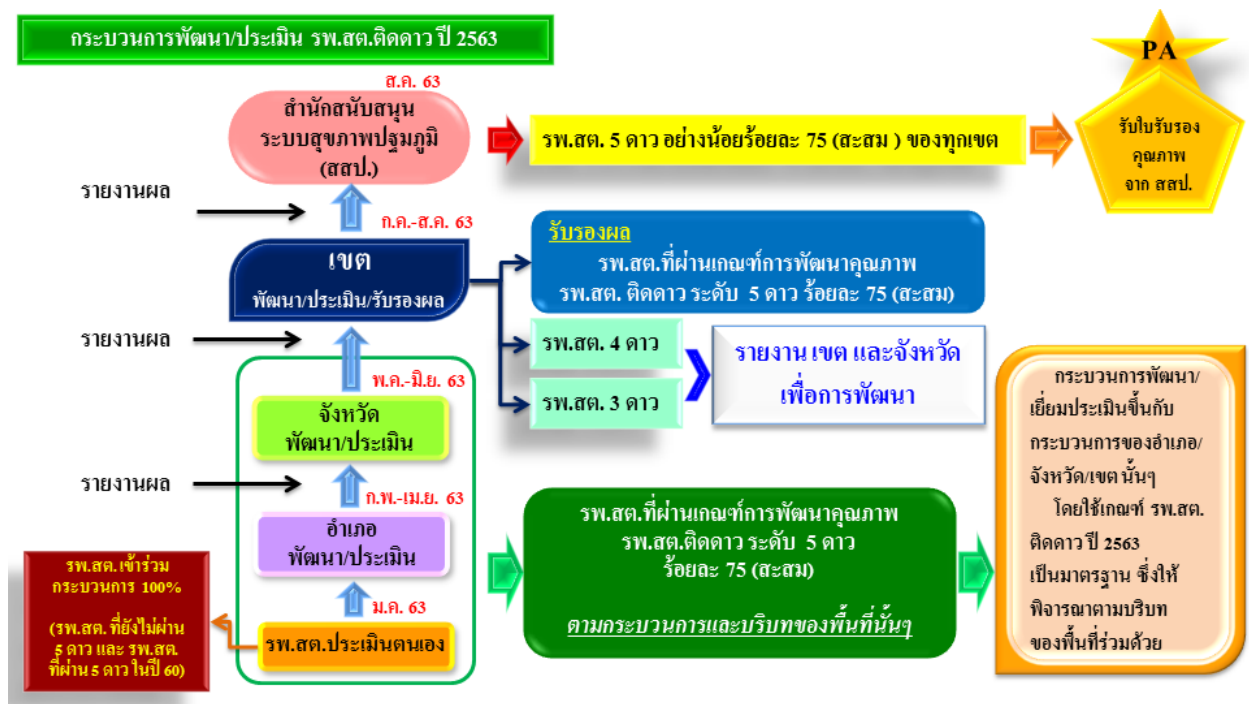 กระบวนการพัฒนา/ประเมิน รพ.สต.ติดดาว ปี 2563
PA
รับใบรับรอง
คุณภาพ
จาก สสป.
ส.ค. 63
สำนักสนับสนุน
ระบบสุขภาพปฐมภูมิ
(สสป.)
รพ.สต. 5 ดาว อย่างน้อยร้อยละ 75 (สะสม ) ของทุกเขต
รายงานผล
ก.ค.-ส.ค. 63
เขต
พัฒนา/ประเมิน/รับรองผล
รับรองผล
รพ.สต.ที่ผ่านเกณฑ์การพัฒนาคุณภาพ
รพ.สต. ติดดาว ระดับ 5 ดาว ร้อยละ 75 (สะสม)
รพ.สต. 4 ดาว
รพ.สต. 3 ดาว
รายงาน เขต และจังหวัด
เพื่อการพัฒนา
รายงานผล
พ.ค.-มิ.ย. 63
จังหวัด
พัฒนา/ประเมิน
รายงานผล
ก.พ.-เม.ย. 63
อำเภอ
พัฒนา/ประเมิน
ม.ค. 63
รพ.สต.ประเมินตนเอง
รพ.สต.เข้าร่วม
กระบวนการ 100%
(รพ.สต. ที่ยังไม่ผ่าน
5 ดาว และ รพ.สต.
ที่ผ่าน 5 ดาว ในปี 60)
รพ.สต.ที่ผ่านเกณฑ์การพัฒนาคุณภาพ
รพ.สต.ติดดาว ระดับ 5 ดาว
ร้อยละ 75 (สะสม)
ตามกระบวนการและบริบทของพื้นที่นั้นๆ
กระบวนการพัฒนา/
เยี่ยมประเมินขึ้นกับ
กระบวนการของอำเภอ/
จังหวัด/เขต นั้นๆ
โดยใช้เกณฑ์ รพ.สต.
ติดดาว ปี 2563
เป็นมาตรฐาน ซึ่งให้
พิจารณาตามบริบท
ของพื้นที่ร่วมด้วย